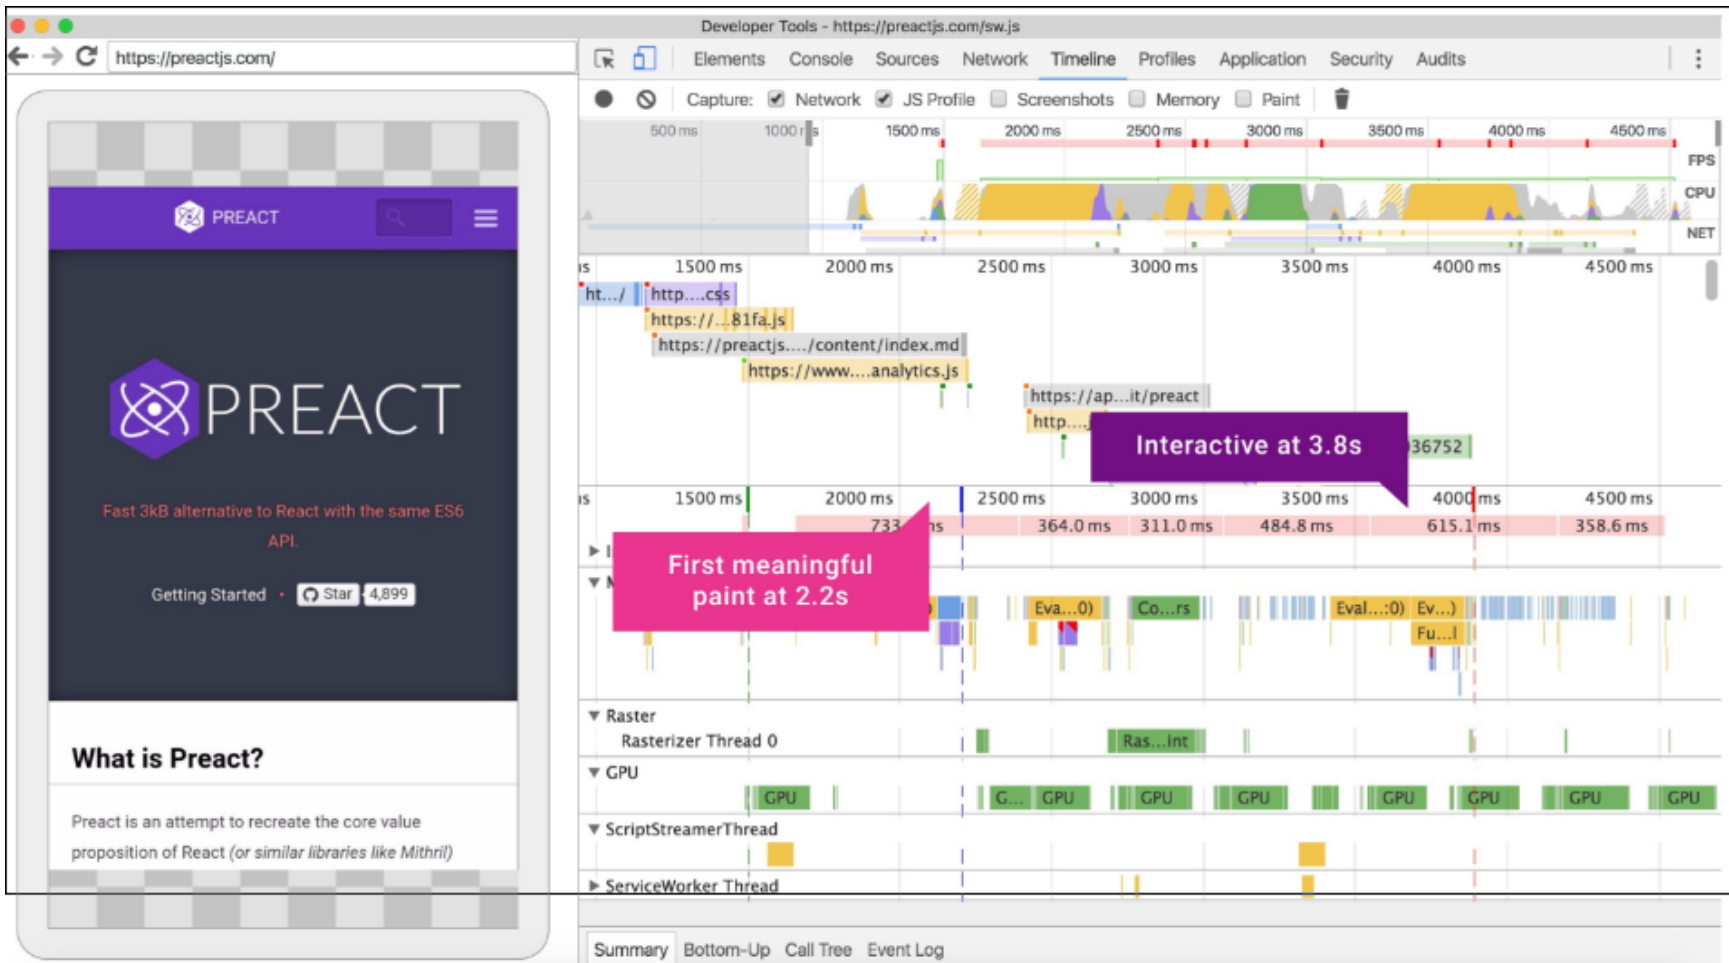 Developer Tools - https://preactjs.com/sw.js
https://preactjs.com/
Elements Console Sources Network Timeline Profiles Application Security Audits
Capture: Network JS Profile Screenshots Memory Paint
500 ms 1000 ms 1500 ms 2000 ms 2500 ms 3000 ms 3500 ms 4000 ms 4500 ms
FPS
CPU
NET
PREACT
PREACT
Fast 3kB alternative to React with the same ES6
API.
Getting Started • Star 4,899
What is Preact?
Preact is an attempt to recreate the core value
proposition of React (or similar libraries like Mithril)
1500 ms 2000 ms 2500 ms 3000 ms 3500 ms 4000 ms 4500 ms
ht.../ http....css
https://...81fa.js
https://preactjs..../content/index.md
https://www....analytics.js
https://ap...it/preact
http....j
36752
Interactive at 3.8s
1500 ms 2000 ms 2500 ms 3000 ms 3500 ms 4000 ms 4500 ms
733 ms 364.0 ms 311.0 ms 484.8 ms 615.1 ms 358.6 ms
First meaningful
paint at 2.2s
Eva...0) Co...rs Eval...:0) Ev...)
Fu...l
Raster
Rasterizer Thread 0 Ras...int
GPU
GPU G... GPU GPU GPU GPU GPU GPU GPU
ScriptStreamerThread
ServiceWorker Thread
Summary Bottom-Up Call Tree Event Log